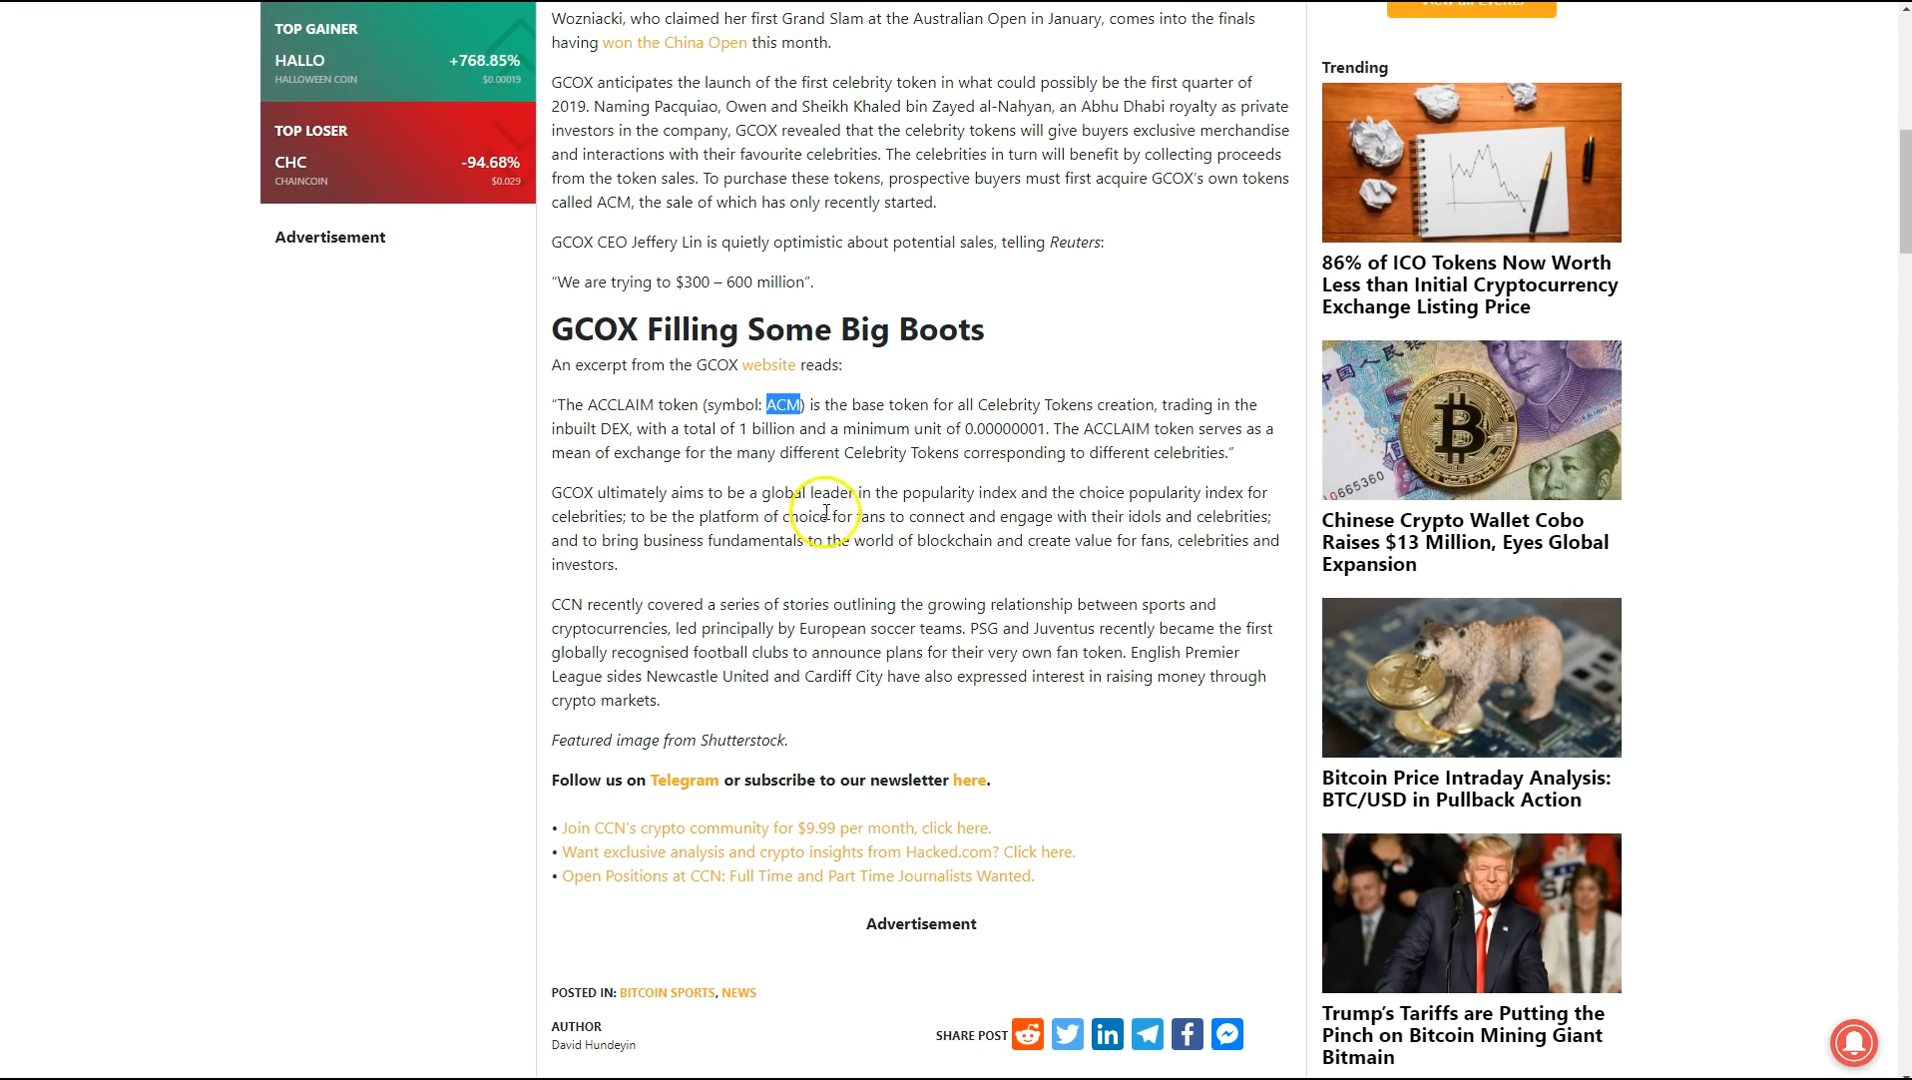 TOP GAINER
HALLO +768.85%
HALLOWEEN COIN $0.00019
TOP LOSER
CHC -94.68%
CHAINCOIN $0.029
Advertisement
Wozniacki, who claimed her first Grand Slam at the Australian Open in January, comes into the finals
having won the China Open this month.
GCOX anticipates the launch of the first celebrity token in what could possibly be the first quarter of
2019. Naming Pacquiao, Owen and Sheikh Khaled bin Zayed al-Nahyan, an Abhu Dhabi royalty as private
investors in the company, GCOX revealed that the celebrity tokens will give buyers exclusive merchandise
and interactions with their favourite celebrities. The celebrities in turn will benefit by collecting proceeds
from the token sales. To purchase these tokens, prospective buyers must first acquire GCOX’s own tokens
called ACM, the sale of which has only recently started.
GCOX CEO Jeffery Lin is quietly optimistic about potential sales, telling Reuters:
“We are trying to $300 – 600 million”.
GCOX Filling Some Big Boots
An excerpt from the GCOX website reads:
“The ACCLAIM token (symbol: ACM) is the base token for all Celebrity Tokens creation, trading in the
inbuilt DEX, with a total of 1 billion and a minimum unit of 0.00000001. The ACCLAIM token serves as a
mean of exchange for the many different Celebrity Tokens corresponding to different celebrities.”
GCOX ultimately aims to be a global leader in the popularity index and the choice popularity index for
celebrities; to be the platform of choice for fans to connect and engage with their idols and celebrities;
and to bring business fundamentals to the world of blockchain and create value for fans, celebrities and
investors.
CCN recently covered a series of stories outlining the growing relationship between sports and
cryptocurrencies, led principally by European soccer teams. PSG and Juventus recently became the first
globally recognised football clubs to announce plans for their very own fan token. English Premier
League sides Newcastle United and Cardiff City have also expressed interest in raising money through
crypto markets.
Featured image from Shutterstock.
Follow us on Telegram or subscribe to our newsletter here.
• Join CCN’s crypto community for $9.99 per month, click here.
• Want exclusive analysis and crypto insights from Hacked.com? Click here.
• Open Positions at CCN: Full Time and Part Time Journalists Wanted.
Advertisement
POSTED IN: BITCOIN SPORTS, NEWS
AUTHOR
David Hundeyin
SHARE POST
View all Events
Trending
86% of ICO Tokens Now Worth
Less than Initial Cryptocurrency
Exchange Listing Price
中国人民
10665360
Chinese Crypto Wallet Cobo
Raises $13 Million, Eyes Global
Expansion
Bitcoin Price Intraday Analysis:
BTC/USD in Pullback Action
Trump’s Tariffs are Putting the
Pinch on Bitcoin Mining Giant
Bitmain